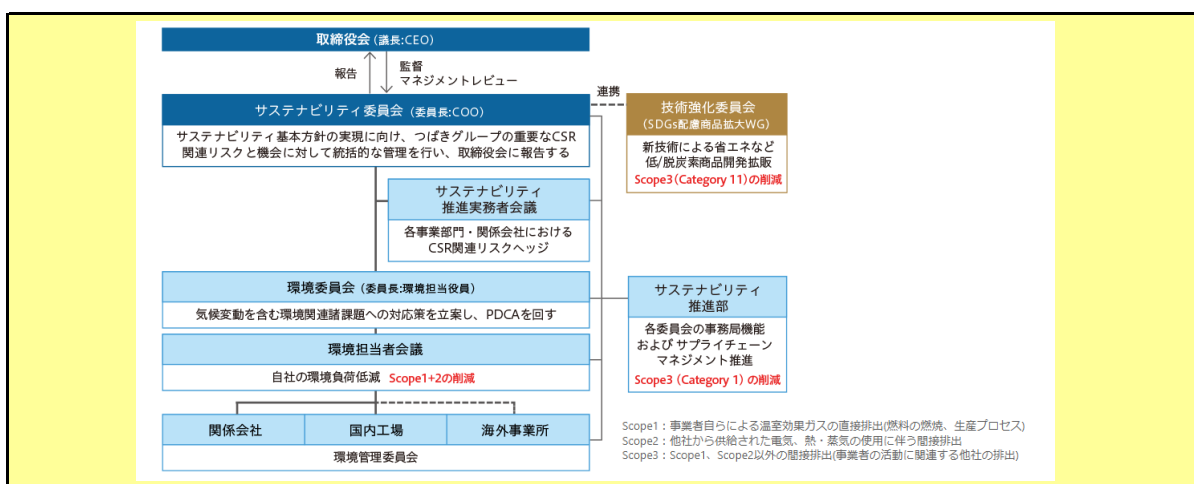 取締役会(議長:CEO)
報告
監督
マネジメントレビュー
サステナビリティ委員会(委員長:COO)
サステナビリティ基本方針の実現に向け、つばきグループの重要なCSR
関連リスクと機会に対して統括的な管理を行い、取締役会に報告する
連携
技術強化委員会
(SDGs配慮商品拡大WG)
新技術による省エネなど
低/脱炭素商品開発拡販
Scope3(Category 11)の削減
サステナビリティ
推進実務者会議
各事業部門・関係会社における
CSR関連リスクヘッジ
環境委員会(委員長:環境担当役員)
気候変動を含む環境関連諸課題への対応策を立案し、PDCAを回す
サステナビリティ
推進部
各委員会の事務局機能
および サプライチェーン
マネジメント推進
Scope3(Category 1)の削減
環境担当者会議
自社の環境負荷低減 Scope1+2の削減
関係会社
国内工場
海外事業所
環境管理委員会
Scope1:事業者自らによる温室効果ガスの直接排出(燃料の燃焼、生産プロセス)
Scope2:他社から供給された電気、熱・蒸気の使用に伴う間接排出
Scope3:Scope1、Scope2以外の間接排出(事業者の活動に関連する他社の排出)